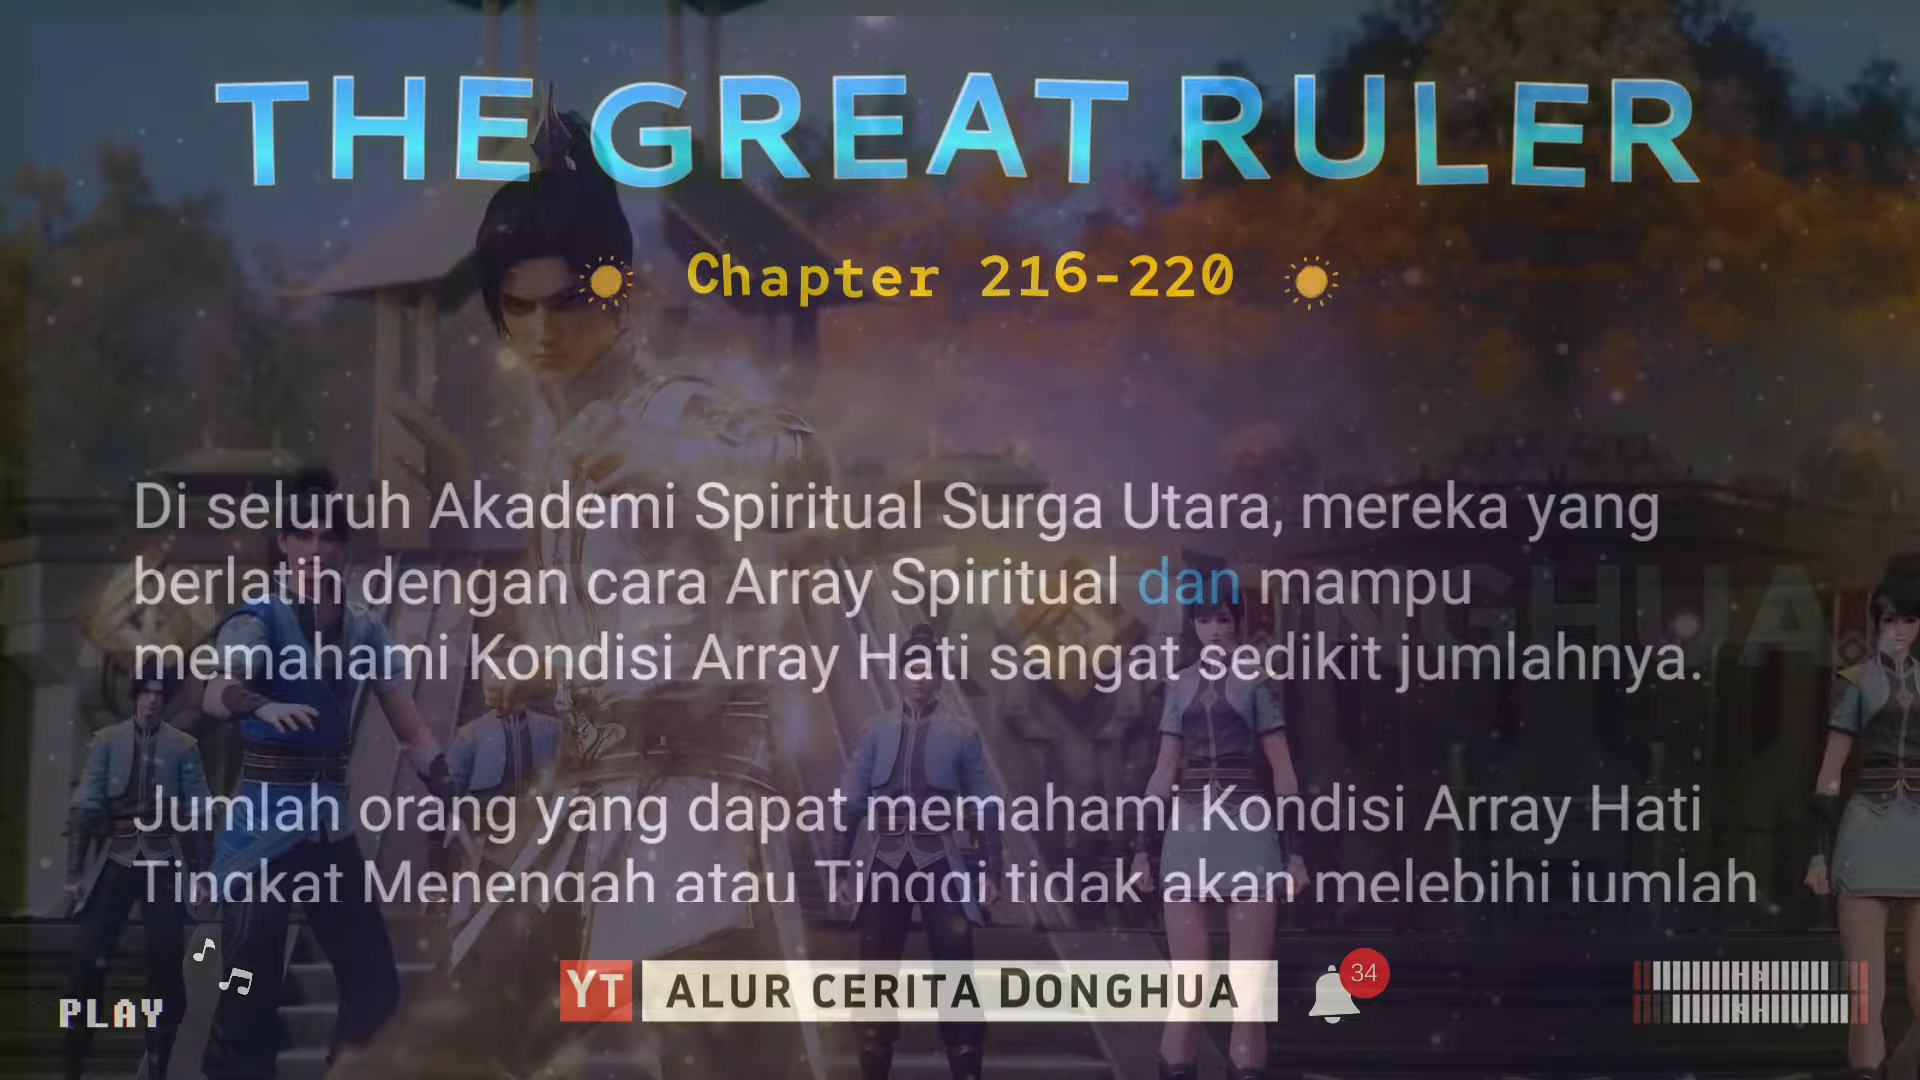 THE GREAT RULER
Chapter 216-220
Di seluruh Akademi Spiritual Surga Utara, mereka yang
berlatih dengan cara Array Spiritual dan mampu
memahami Kondisi Array Hati sangat sedikit jumlahnya.
Jumlah orang yang dapat memahami Kondisi Array Hati
Tingkat Menengah atau Tinggi tidak akan melebihi jumlah
PLAY
YT ALUR CERITA DONGHUA
34
DONGHUA